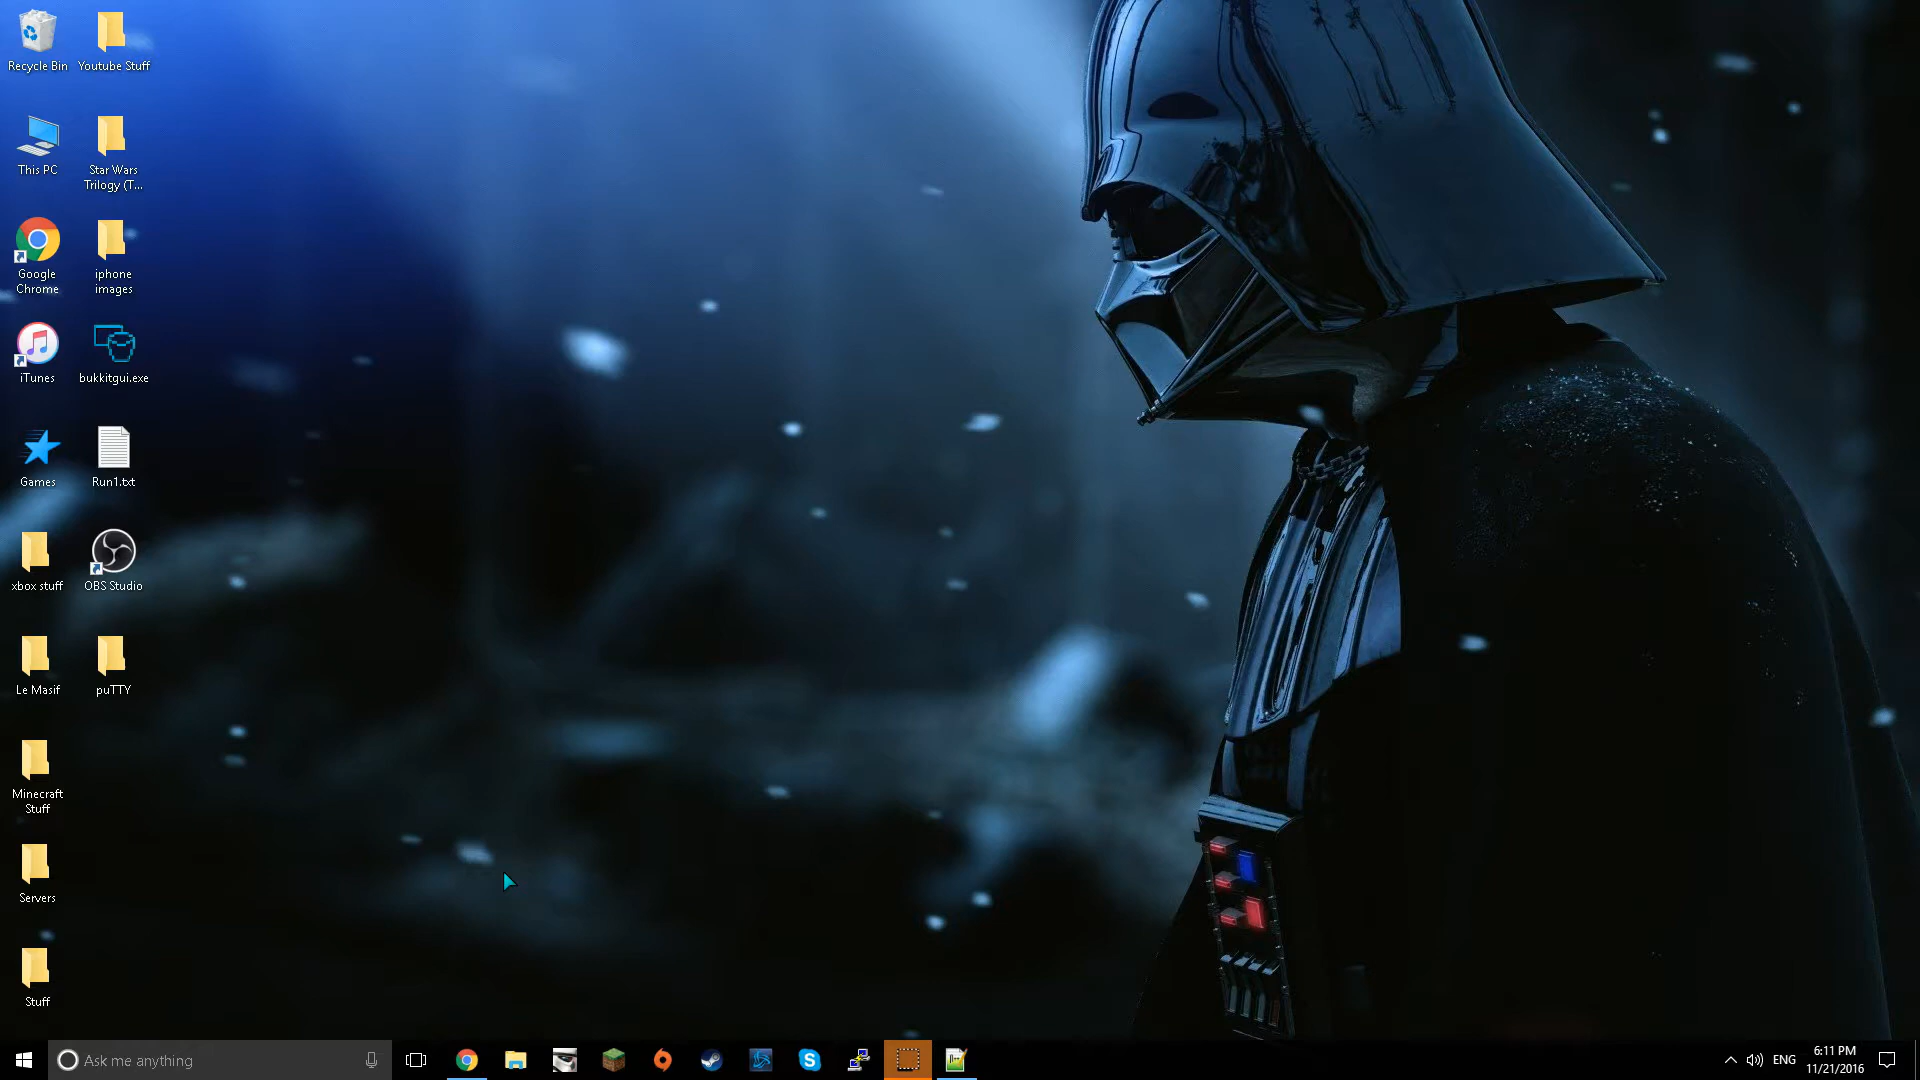 Recycle Bin
Youtube Stuff
This PC
Star Wars
Trilogy (T...
Google
Chrome
iphone
images
iTunes
bukkitgui.exe
Games
Run1.txt
xbox stuff
OBS Studio
Le Masif
puTTY
Minecraft
Stuff
Servers
Stuff
Ask me anything
ENG
6:11 PM
11/21/2016